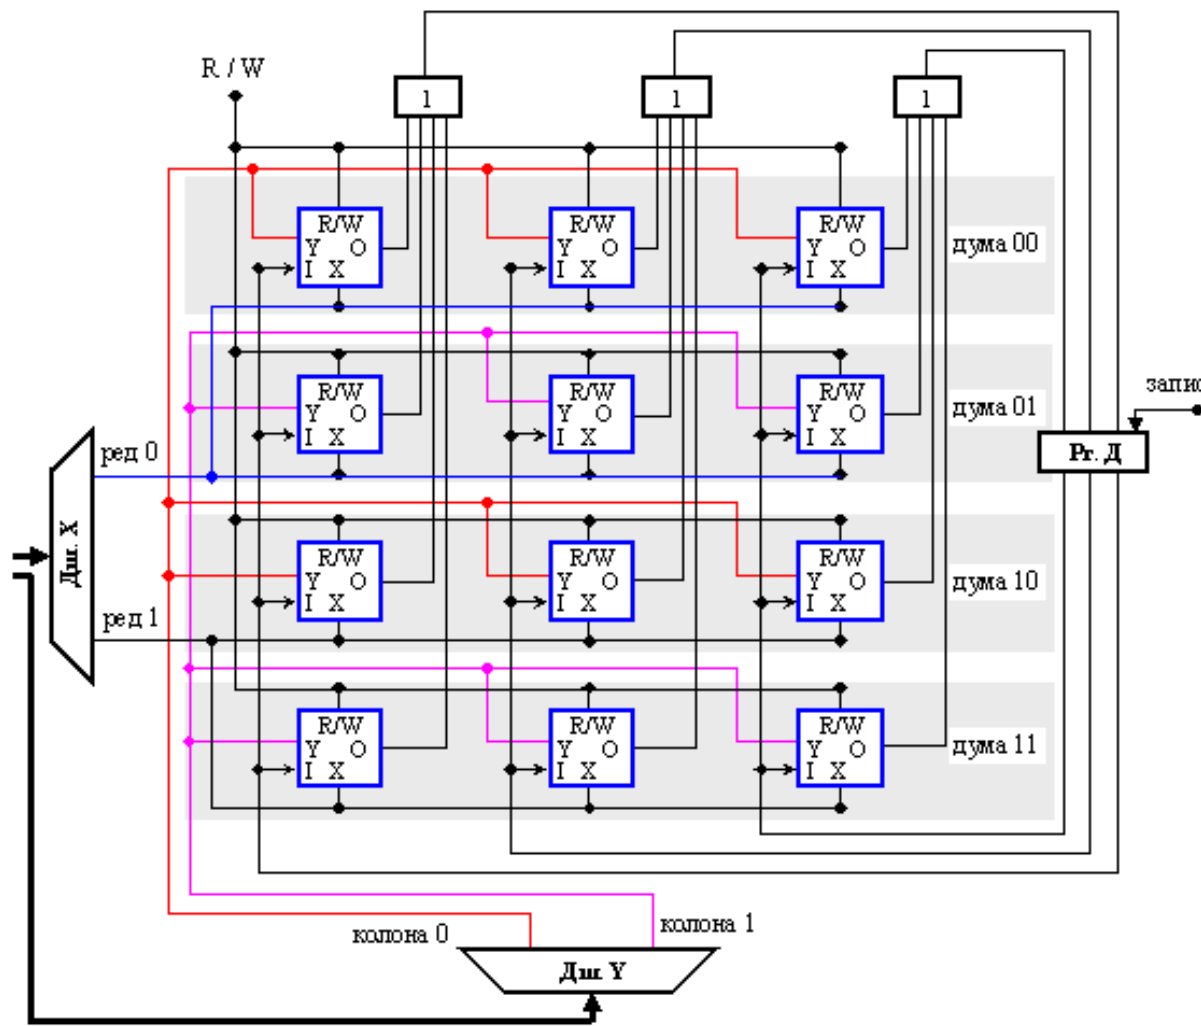 R / W
1 1 1
R/W R/W R/W
Y O Y O Y O
I X I X I X
дума 00
R/W R/W R/W
Y O Y O Y O
I X I X I X
дума 01
запис
Рг. Д
ред 0
Дш. X
ред 1
R/W R/W R/W
Y O Y O Y O
I X I X I X
дума 10
R/W R/W R/W
Y O Y O Y O
I X I X I X
дума 11
колона 0
колона 1
Дш. Y